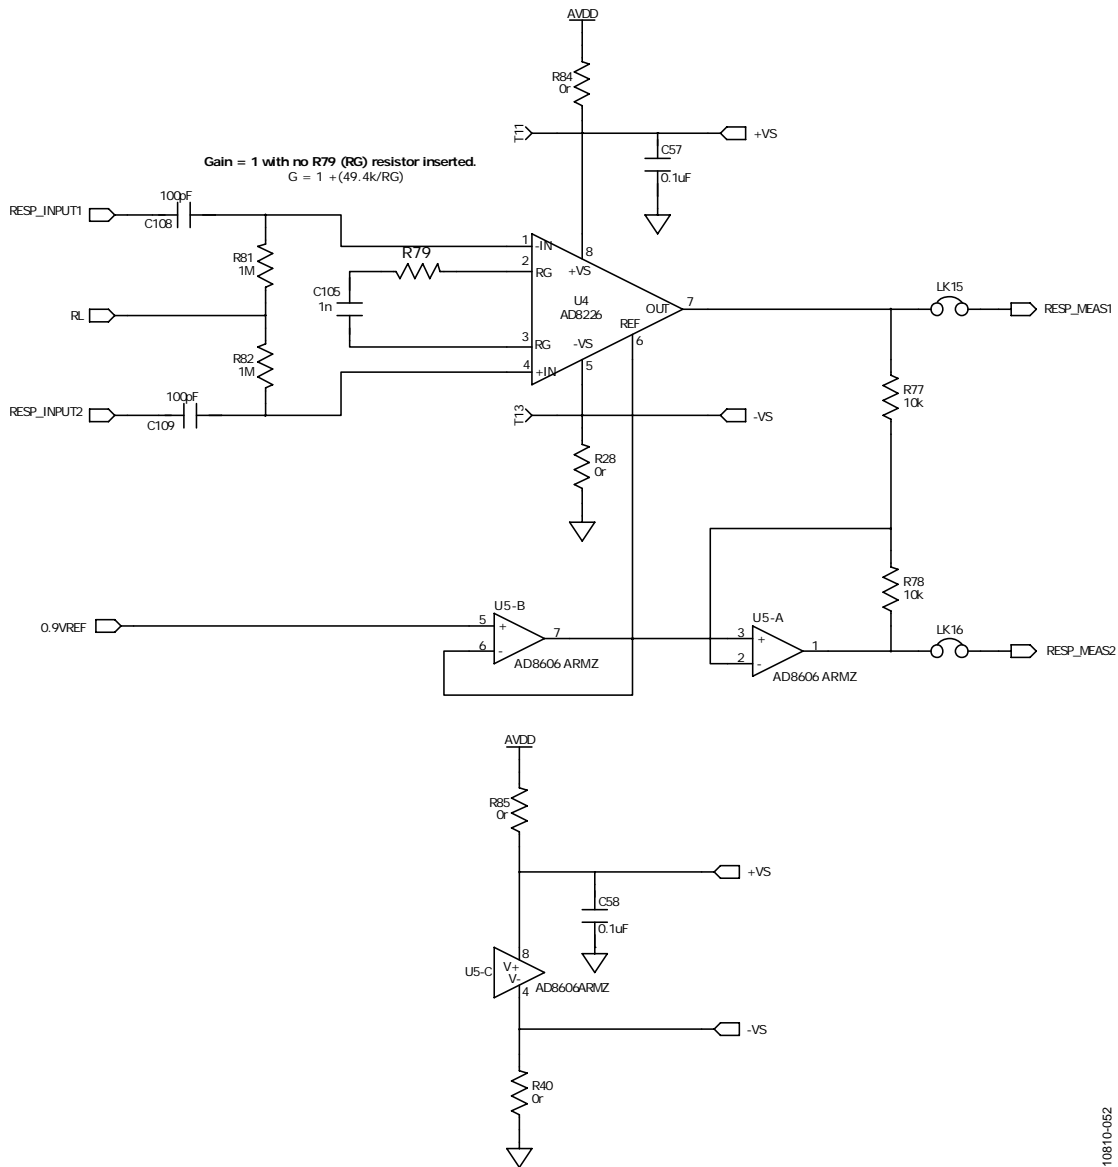 AVDD
R84
0r
T11
+VS
C57
0.1uF
Gain = 1 with no R79 (RG) resistor inserted.
G = 1 +(49.4k/RG)
RESP_INPUT1
100pF
C108
R81
1M
RL
R82
1M
RESP_INPUT2
100pF
C109
R79
C105
1n
1
-IN
2
RG
3
RG
4
+IN
8
+VS
U4
AD8226
OUT
7
REF
6
-VS
5
T13
-VS
R28
0r
LK15
RESP_MEAS1
R77
10k
R78
10k
0.9VREF
U5-B
5
+
6
-
7
AD8606ARMZ
U5-A
3
+
2
-
1
AD8606ARMZ
LK16
RESP_MEAS2
AVDD
R85
0r
+VS
C58
0.1uF
U5-C
8
V+
V-
4
AD8606ARMZ
-VS
R40
0r
10810-052